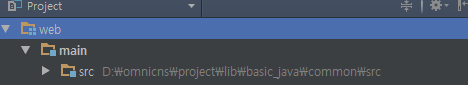 Project
web
main
src D:₩omnicns₩project₩lib₩basic_java₩common₩src